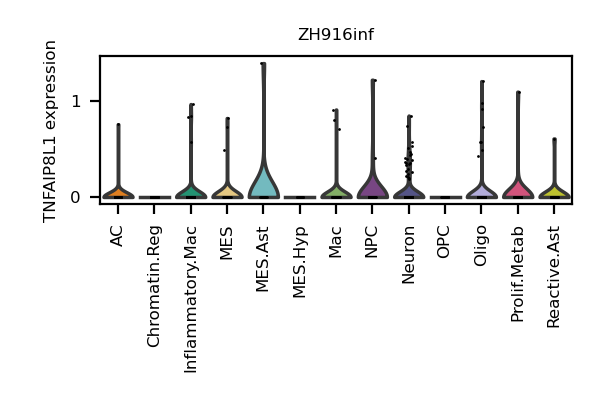 ZH916inf
TNFAIP8L1 expression
1
0
AC
Chromatin.Reg
Inflammatory.Mac
MES
MES.Ast
MES.Hyp
Mac
NPC
Neuron
OPC
Oligo
Prolif.Metab
Reactive.Ast